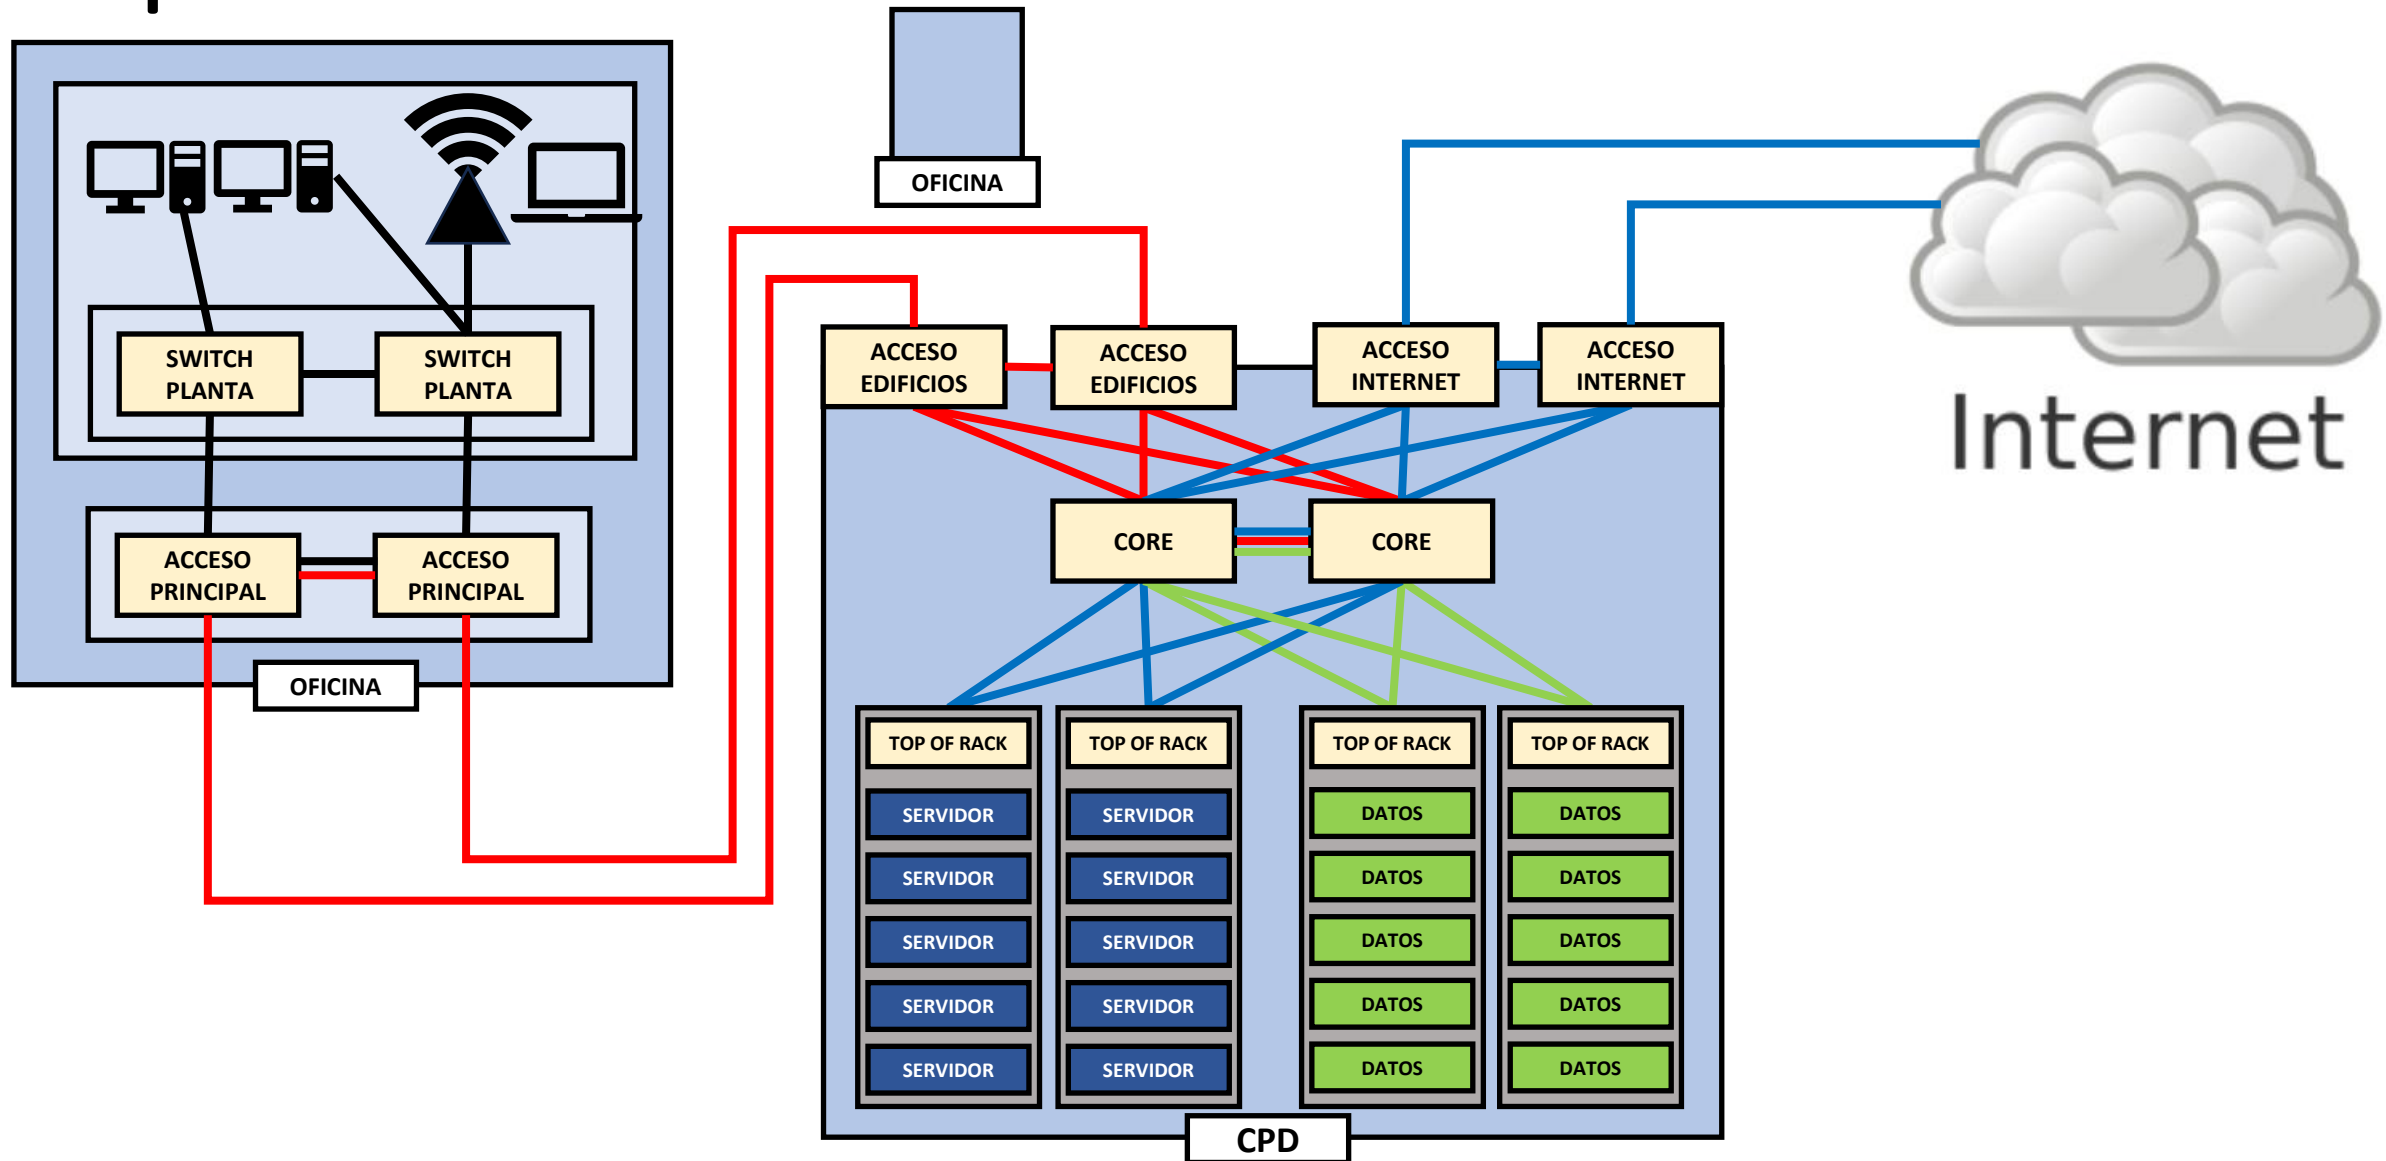 OFICINA
SWITCH
PLANTA
SWITCH
PLANTA
ACCESO
PRINCIPAL
ACCESO
PRINCIPAL
OFICINA
ACCESO
EDIFICIOS
ACCESO
EDIFICIOS
ACCESO
INTERNET
ACCESO
INTERNET
Internet
CORE
CORE
TOP OF RACK
TOP OF RACK
TOP OF RACK
TOP OF RACK
SERVIDOR
SERVIDOR
DATOS
DATOS
SERVIDOR
SERVIDOR
DATOS
DATOS
SERVIDOR
SERVIDOR
DATOS
DATOS
SERVIDOR
SERVIDOR
DATOS
DATOS
SERVIDOR
SERVIDOR
DATOS
DATOS
CPD